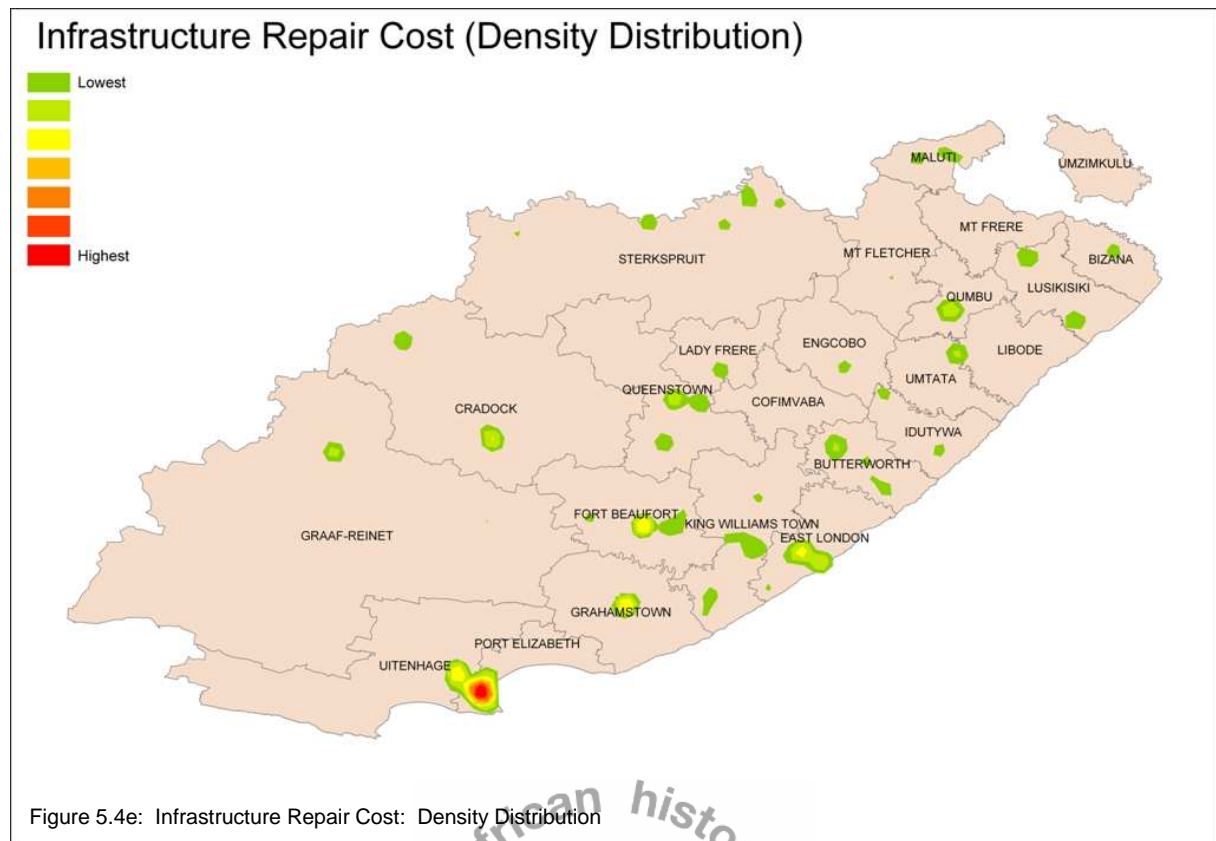 Infrastructure Repair Cost (Density Distribution)
Lowest
Highest
MALUTI
UMZIMKULU
MT FRERE
MT FLETCHER
STERKSPRUIT
BIZANA
LUSIKISIKI
QUMBU
ENGCOBO
LADY FRERE
LIBODE
UMTATA
QUEENSTOWN
COFIMVABA
CRADOCK
IDUTYWA
BUTTERWORTH
FORT BEAUFORT
KING WILLIAMS TOWN
GRAAF-REINET
EAST LONDON
GRAHAMSTOWN
PORT ELIZABETH
UITENHAGE
Figure 5.4e: Infrastructure Repair Cost: Density Distribution